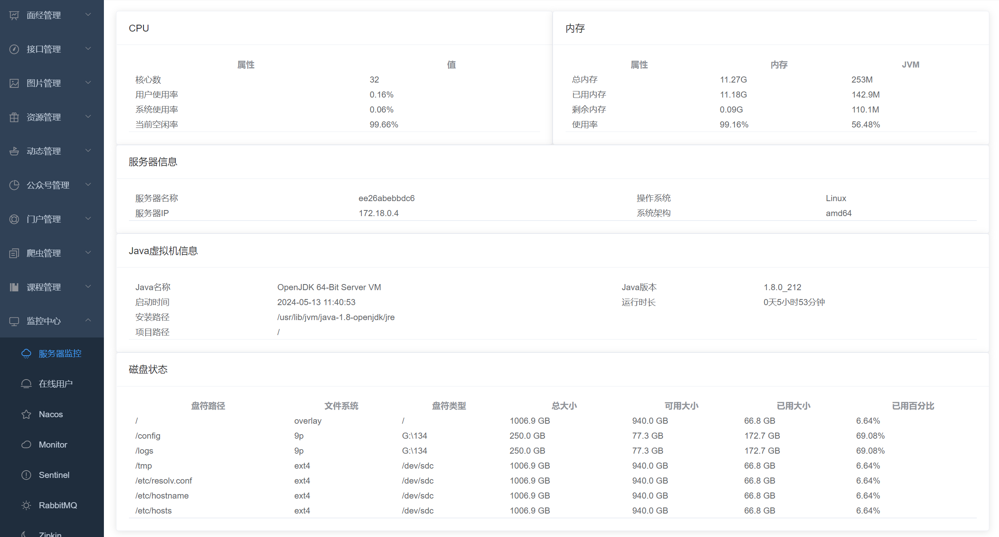 面经管理
接口管理
图片管理
资源管理
动态管理
公众号管理
门户管理
爬虫管理
课程管理
监控中心
服务器监控
在线用户
Nacos
Monitor
Sentinel
RabbitMQ
Zipkin
CPU
属性 值
核心数 32
用户使用率 0.16%
系统使用率 0.06%
当前空闲率 99.66%
内存
属性 内存 JVM
总内存 11.27G 253M
已用内存 11.18G 142.9M
剩余内存 0.09G 110.1M
使用率 99.16% 56.48%
服务器信息
服务器名称 ee26abebbdc6 操作系统 Linux
服务器IP 172.18.0.4 系统架构 amd64
Java虚拟机信息
Java名称 OpenJDK 64-Bit Server VM Java版本 1.8.0_212
启动时间 2024-05-13 11:40:53 运行时长 0天5小时53分钟
安装路径 /usr/lib/jvm/java-1.8-openjdk/jre
项目路径 /
磁盘状态
盘符路径 文件系统 盘符类型 总大小 可用大小 已用大小 已用百分比
/ overlay / 1006.9 GB 940.0 GB 66.8 GB 6.64%
/config 9p G:\134 250.0 GB 77.3 GB 172.7 GB 69.08%
/logs 9p G:\134 250.0 GB 77.3 GB 172.7 GB 69.08%
/tmp ext4 /dev/sdc 1006.9 GB 940.0 GB 66.8 GB 6.64%
/etc/resolv.conf ext4 /dev/sdc 1006.9 GB 940.0 GB 66.8 GB 6.64%
/etc/hostname ext4 /dev/sdc 1006.9 GB 940.0 GB 66.8 GB 6.64%
/etc/hosts ext4 /dev/sdc 1006.9 GB 940.0 GB 66.8 GB 6.64%